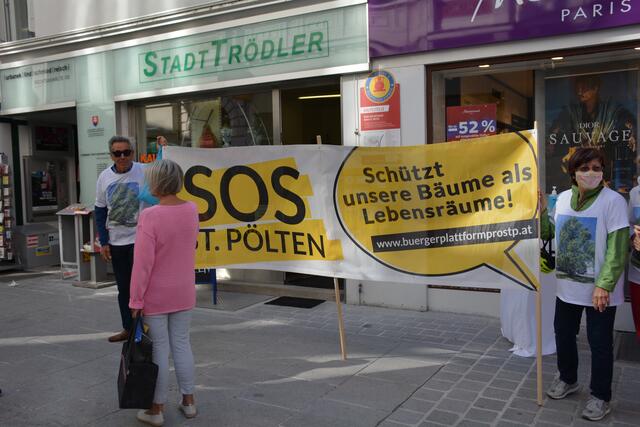 STADTTRÖDLER
PARIS
52%
DIOR
SAUVAGE
SOS
ST. PÖLTEN
Schützt
unsere Bäume als
Lebensräume!
www.buergerplattformprostp.at